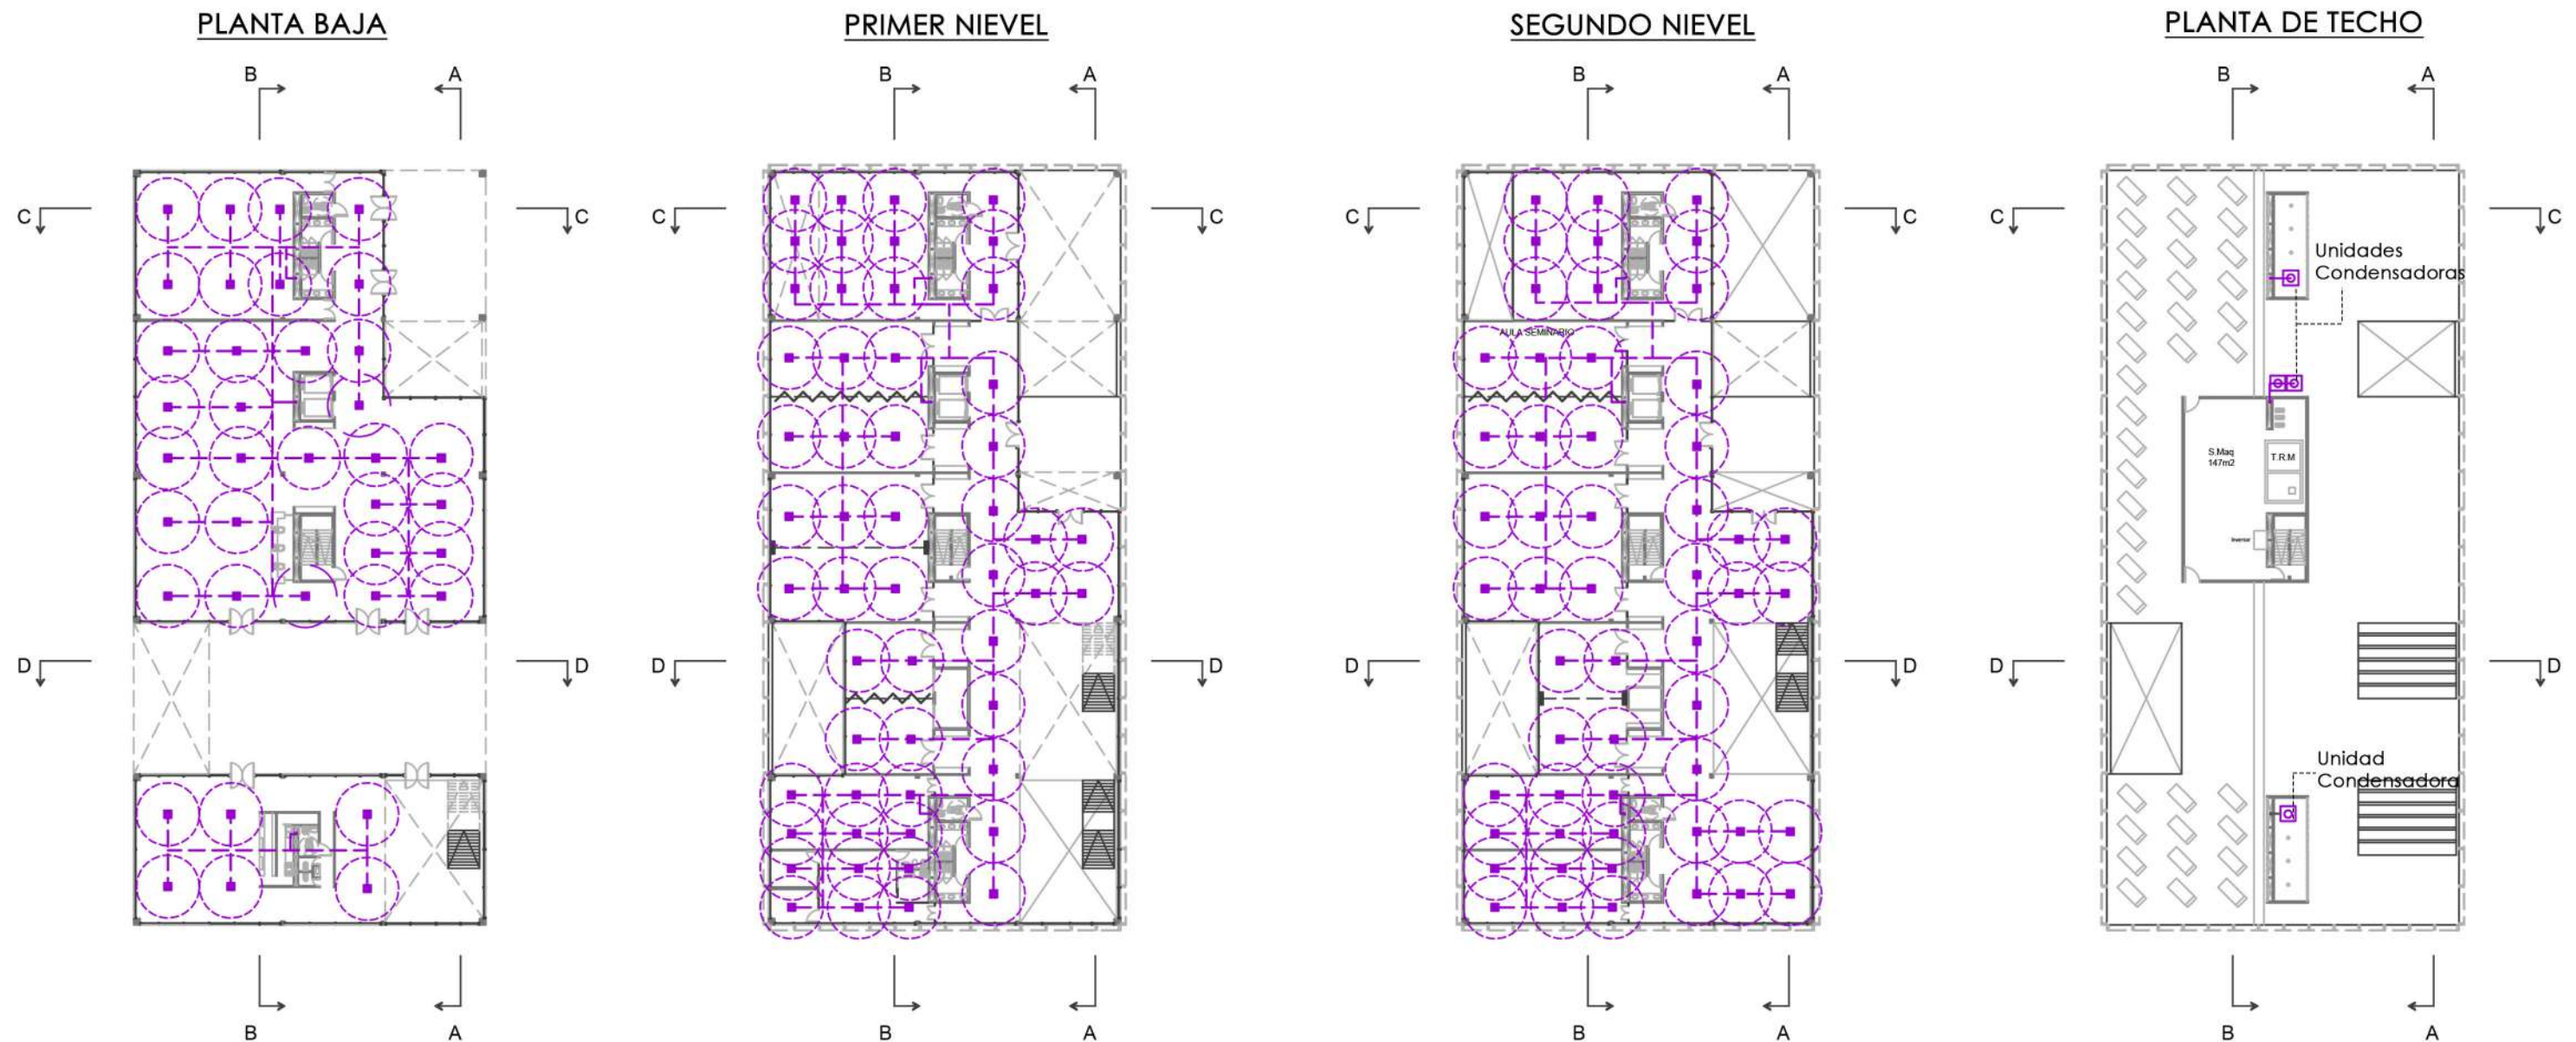 PLANTA BAJA
PRIMER NIEVEL
SEGUNDO NIEVEL
PLANTA DE TECHO
B A
B A
B A
B A
C C
C C
C C
C C
Unidades
Condensadoras
AULA SEMINARIO
S.Maq
147m2
T.R.M
Inversor
D D
D D
D D
D D
Unidad
Condensadora
B A
B A
B A
B A